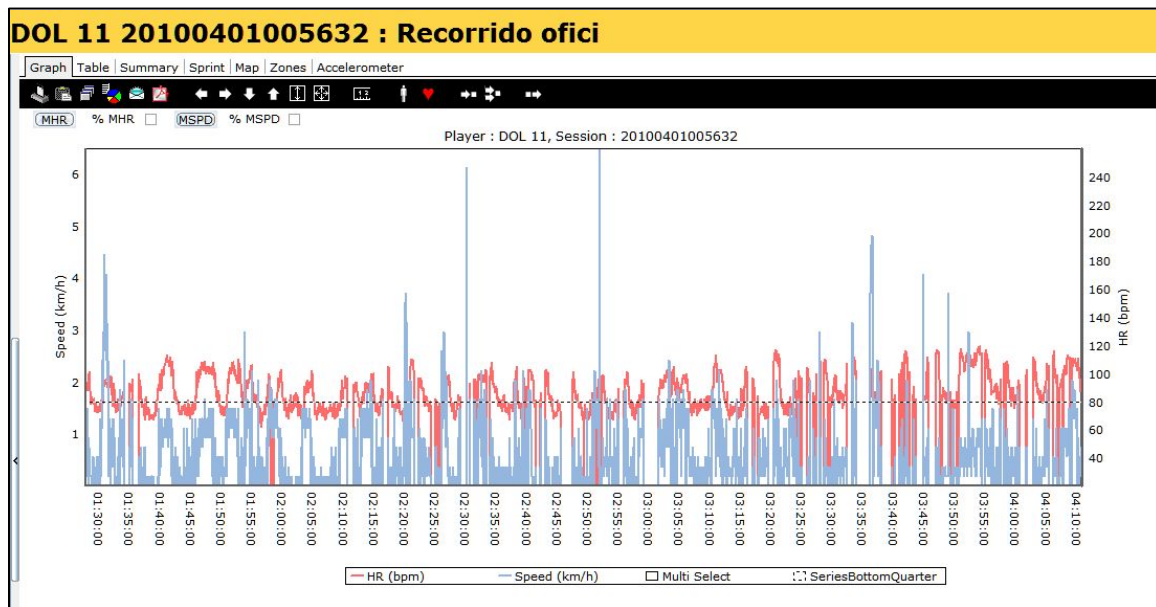 DOL 11 20100401005632 : Recorrido ofici
Graph Table Summary Sprint Map Zones Accelerometer
MHR % MHR MSPD % MSPD
Player : DOL 11, Session : 20100401005632
Speed (km/h)
6
5
4
3
2
1
240
220
200
180
160
140
120
100
80
60
40
HR (bpm)
01:30:00 01:35:00 01:40:00 01:45:00 01:50:00 01:55:00 02:00:00 02:05:00 02:10:00 02:15:00 02:20:00 02:25:00 02:30:00 02:35:00 02:40:00 02:45:00 02:50:00 02:55:00 03:00:00 03:05:00 03:10:00 03:15:00 03:20:00 03:25:00 03:30:00 03:35:00 03:40:00 03:45:00 03:50:00 03:55:00 04:00:00 04:05:00 04:10:00
HR (bpm) Speed (km/h) Multi Select SeriesBottomQuarter